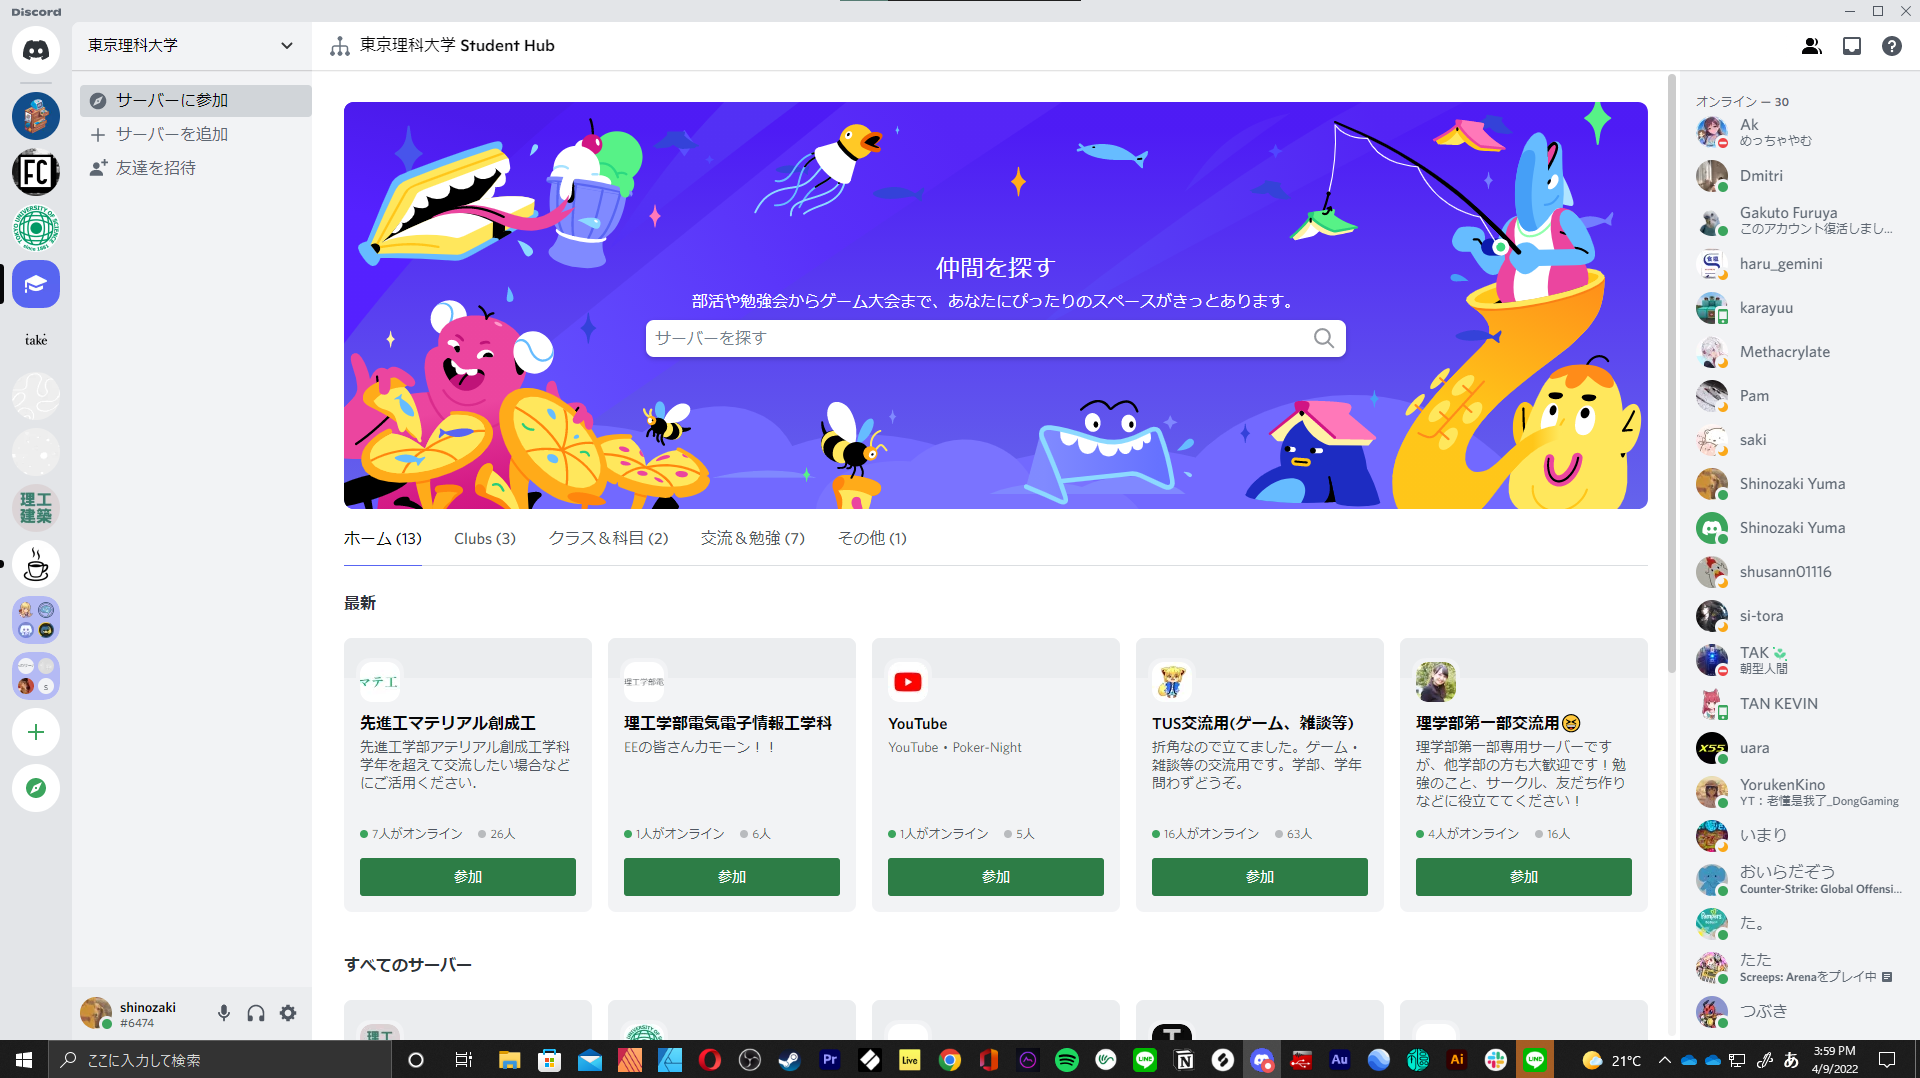 Discord
東京理科大学
東京理科大学 Student Hub
サーバーに参加
サーバーを追加
友達を招待
FC
takė
理工
建築
仲間を探す
部活や勉強会からゲーム大会まで、あなたにぴったりのスペースがきっとあります。
サーバーを探す
ホーム (13)
Clubs (3)
クラス＆科目 (2)
交流＆勉強 (7)
その他 (1)
最新
マテ工
先進工マテリアル創成工
先進工学部アテリアル創成工学科
学年を超えて交流したい場合など
にご活用ください.
7人がオンライン
26人
参加
理工学部電
理工学部電気電子情報工学科
EEの皆さんカモーン！！
1人がオンライン
6人
参加
YouTube
YouTube • Poker-Night
1人がオンライン
5人
参加
TUS交流用(ゲーム、雑談等)
折角なので立てました。ゲーム・
雑談等の交流用です。学部、学年
問わずどうぞ。
16人がオンライン
63人
参加
理学部第一部交流用😆
理学部第一部専用サーバーです
が、他学部の方も大歓迎です！勉
強のこと、サークル、友だち作り
などに役立ててください！
4人がオンライン
16人
参加
すべてのサーバー
オンライン — 30
Ak
めっちゃやむ
Dmitri
Gakuto Furuya
このアカウント復活しまし...
haru_gemini
karayuu
Methacrylate
Pam
saki
Shinozaki Yuma
Shinozaki Yuma
shusann01116
si-tora
TAK
朝型人間
TAN KEVIN
uara
YorukenKino
YT：老懂是我了_DongGaming
いまり
おいらだぞう
Counter-Strike: Global Offensi...
た。
たた
Screeps: Arenaをプレイ中
つぶき
shinozaki
#6474
ここに入力して検索
Pr
Live
LINE
Au
Ai
LINE
21°C
あ
3:59 PM
4/9/2022